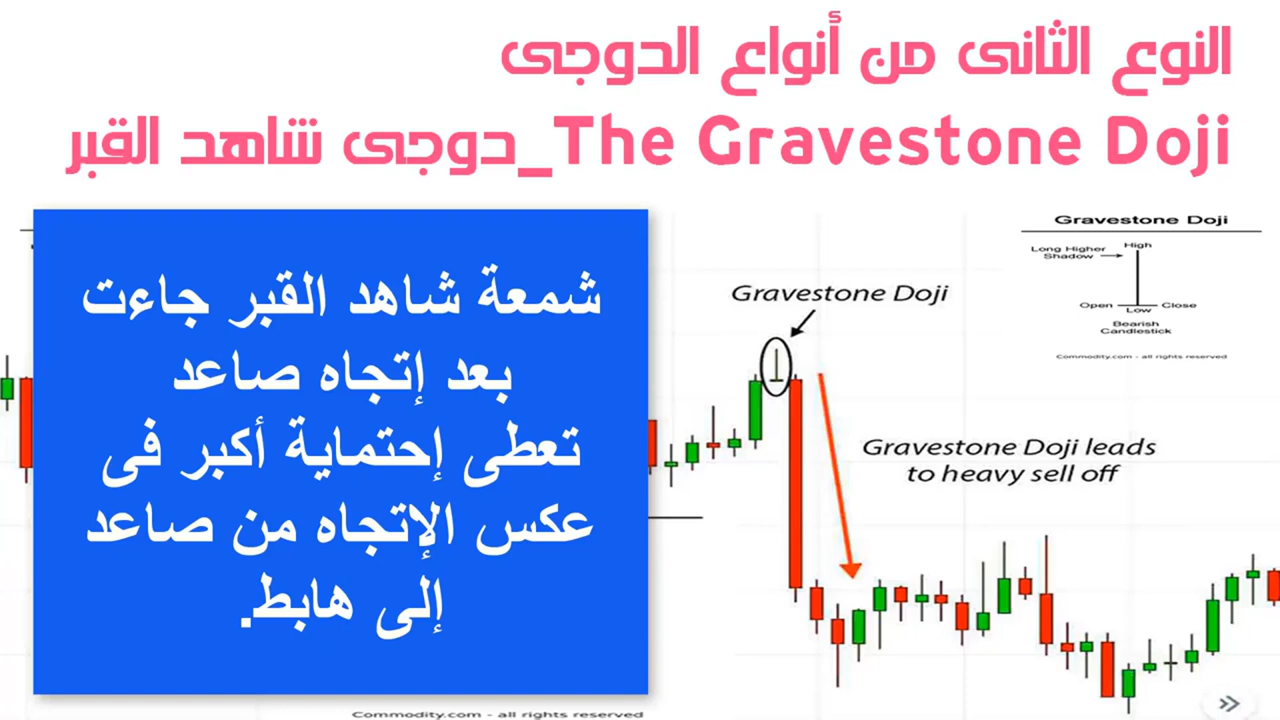 النوع الثانى من أنواع الدوجى
The Gravestone Doji_دوجى شاهد القبر
شمعة شاهد القبر جاءت
بعد إتجاه صاعد
تعطى إحتماية أكبر فى
عكس الإتجاه من صاعد
إلى هابط.
Gravestone Doji
Gravestone Doji leads
to heavy sell off
Gravestone Doji
High
Long Higher
Shadow
Open
Close
Low
Bearish
Candlestick
Commodity.com - all rights reserved
Commodity.com - all rights reserved